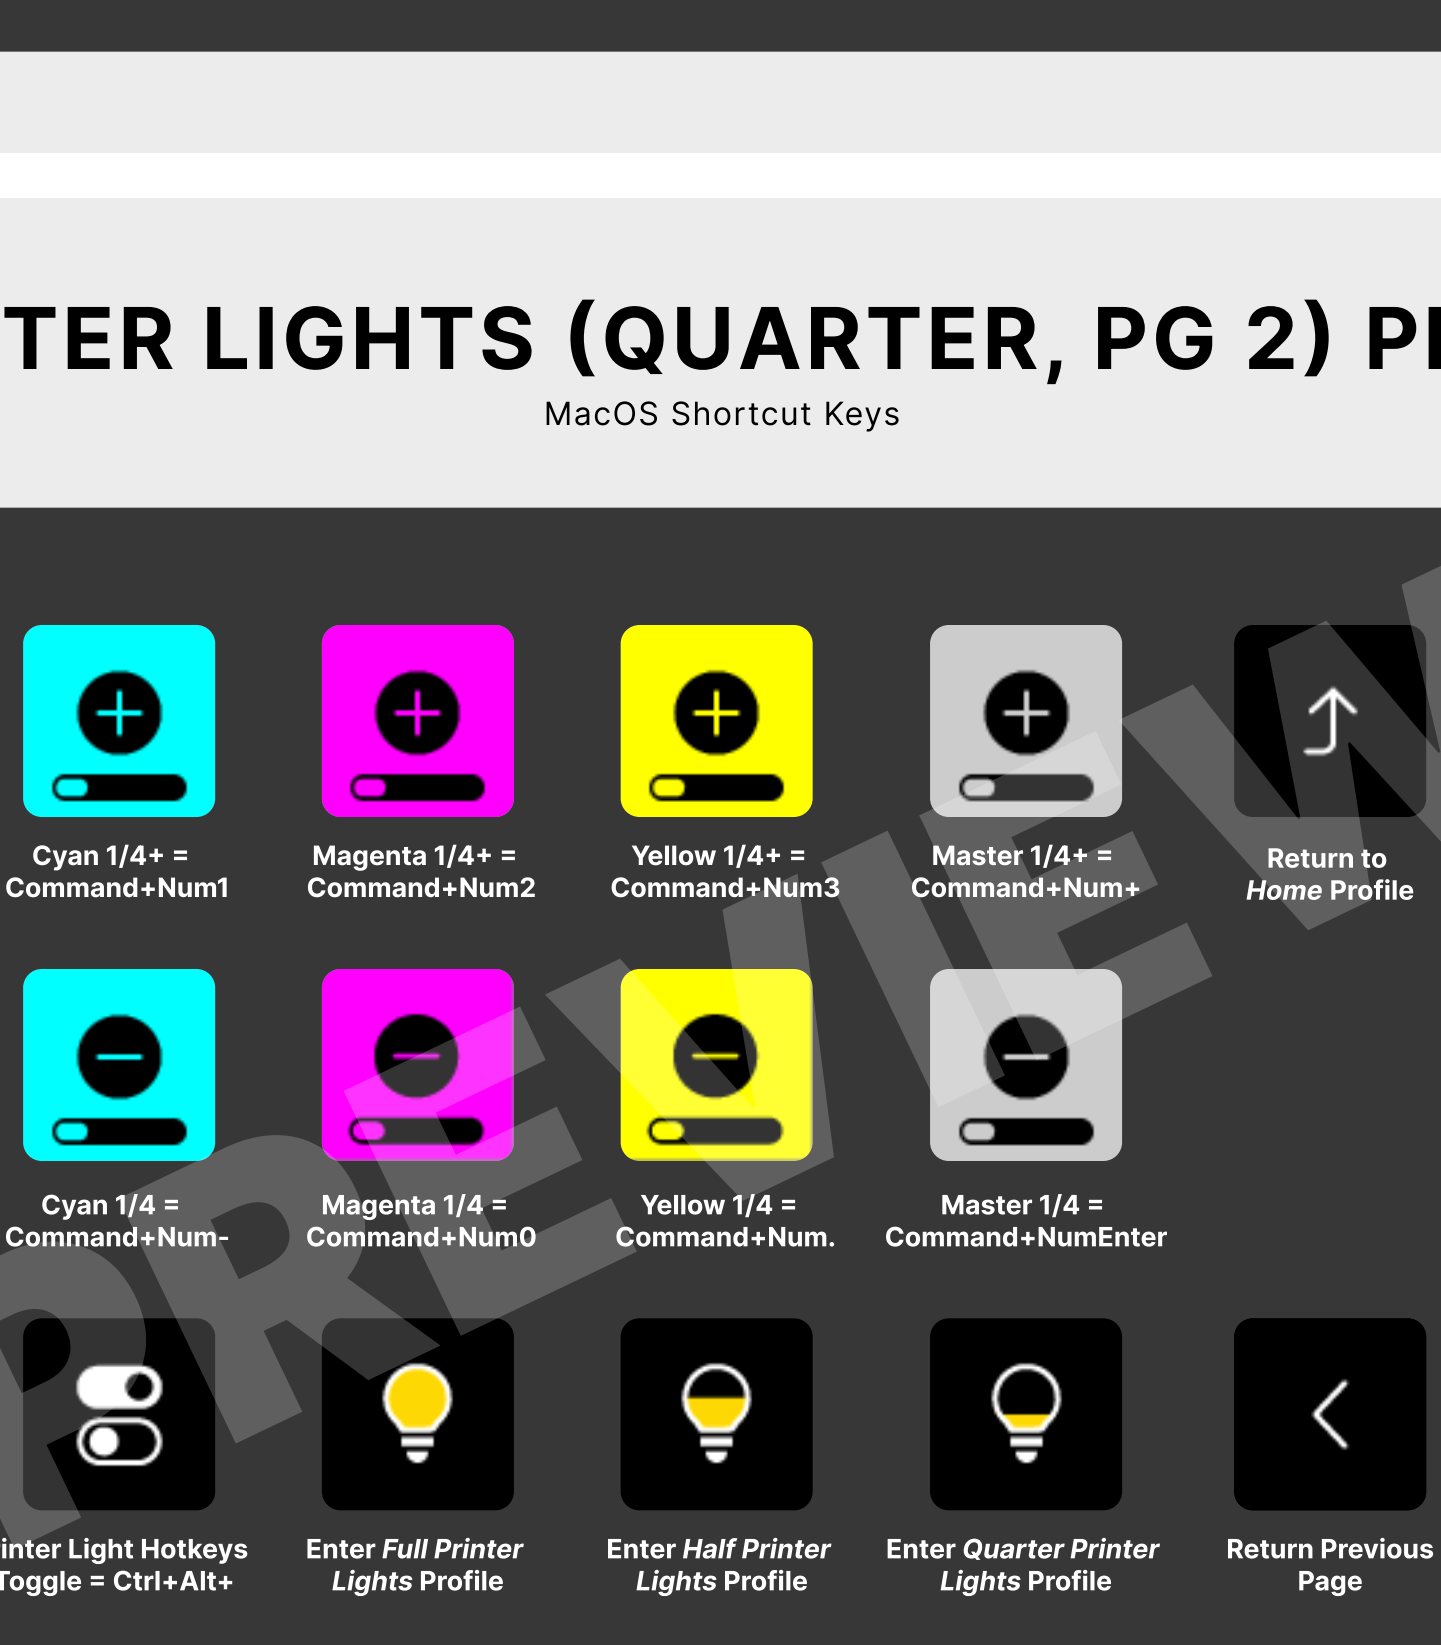 TER LIGHTS (QUARTER, PG 2)
MacOS Shortcut Keys
Cyan 1/4+ =
Command+Num1
Magenta 1/4+ =
Command+Num2
Yellow 1/4+ =
Command+Num3
Master 1/4+ =
Command+Num+
Return to
Home Profile
Cyan 1/4 =
Command+Num-
Magenta 1/4 =
Command+Num0
Yellow 1/4 =
Command+Num.
Master 1/4 =
Command+NumEnter
PREVIEW
inter Light Hotkeys
Toggle = Ctrl+Alt+
Enter Full Printer
Lights Profile
Enter Half Printer
Lights Profile
Enter Quarter Printer
Lights Profile
Return Previous
Page